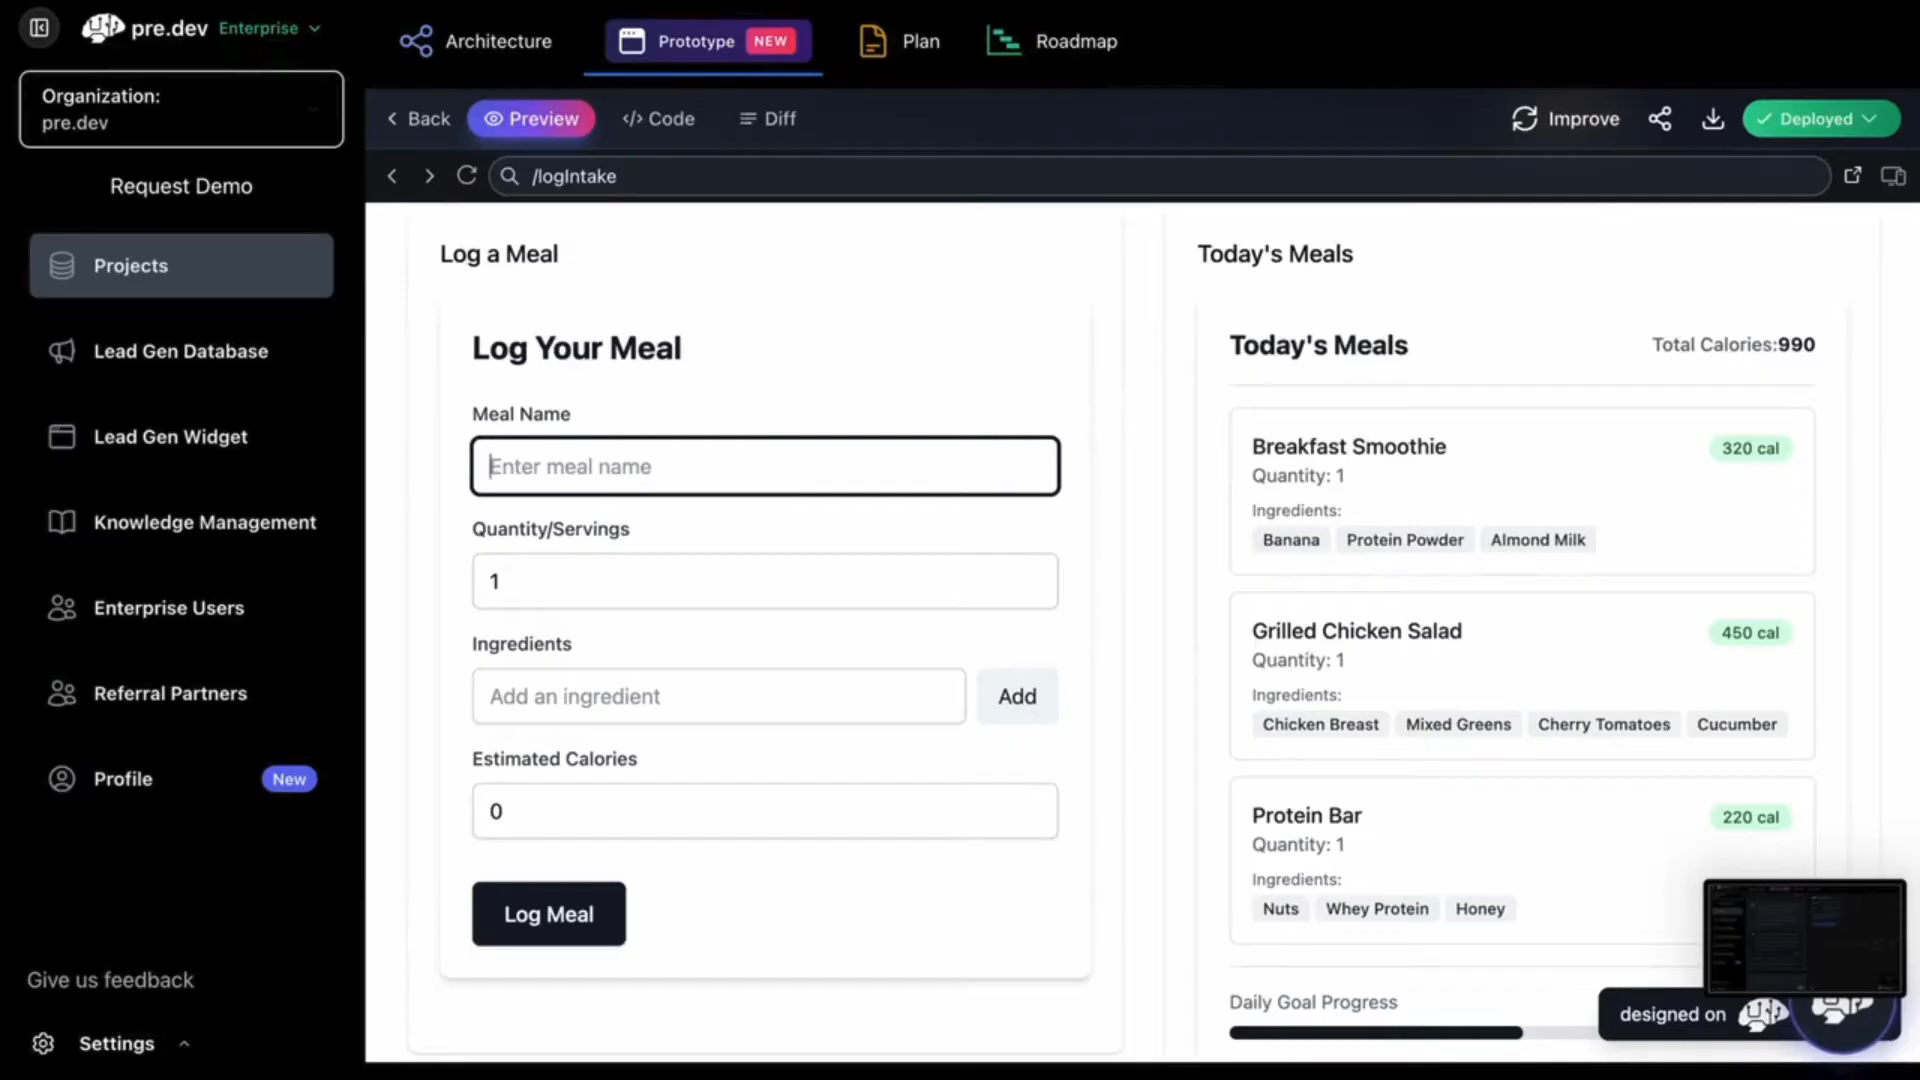 pre.dev Enterprise
Organization:
pre.dev
Request Demo
Projects
Lead Gen Database
Lead Gen Widget
Knowledge Management
Enterprise Users
Referral Partners
Profile New
Give us feedback
Settings
Architecture
Prototype NEW
Plan
Roadmap
Back
Preview
</> Code
Diff
Improve
Deployed
/logIntake
Log a Meal
Log Your Meal
Meal Name
Enter meal name
Quantity/Servings
1
Ingredients
Add an ingredient
Add
Estimated Calories
0
Log Meal
Today's Meals
Today's Meals
Total Calories:990
Breakfast Smoothie
320 cal
Quantity: 1
Ingredients:
Banana Protein Powder Almond Milk
Grilled Chicken Salad
450 cal
Quantity: 1
Ingredients:
Chicken Breast Mixed Greens Cherry Tomatoes Cucumber
Protein Bar
220 cal
Quantity: 1
Ingredients:
Nuts Whey Protein Honey
Daily Goal Progress
designed on